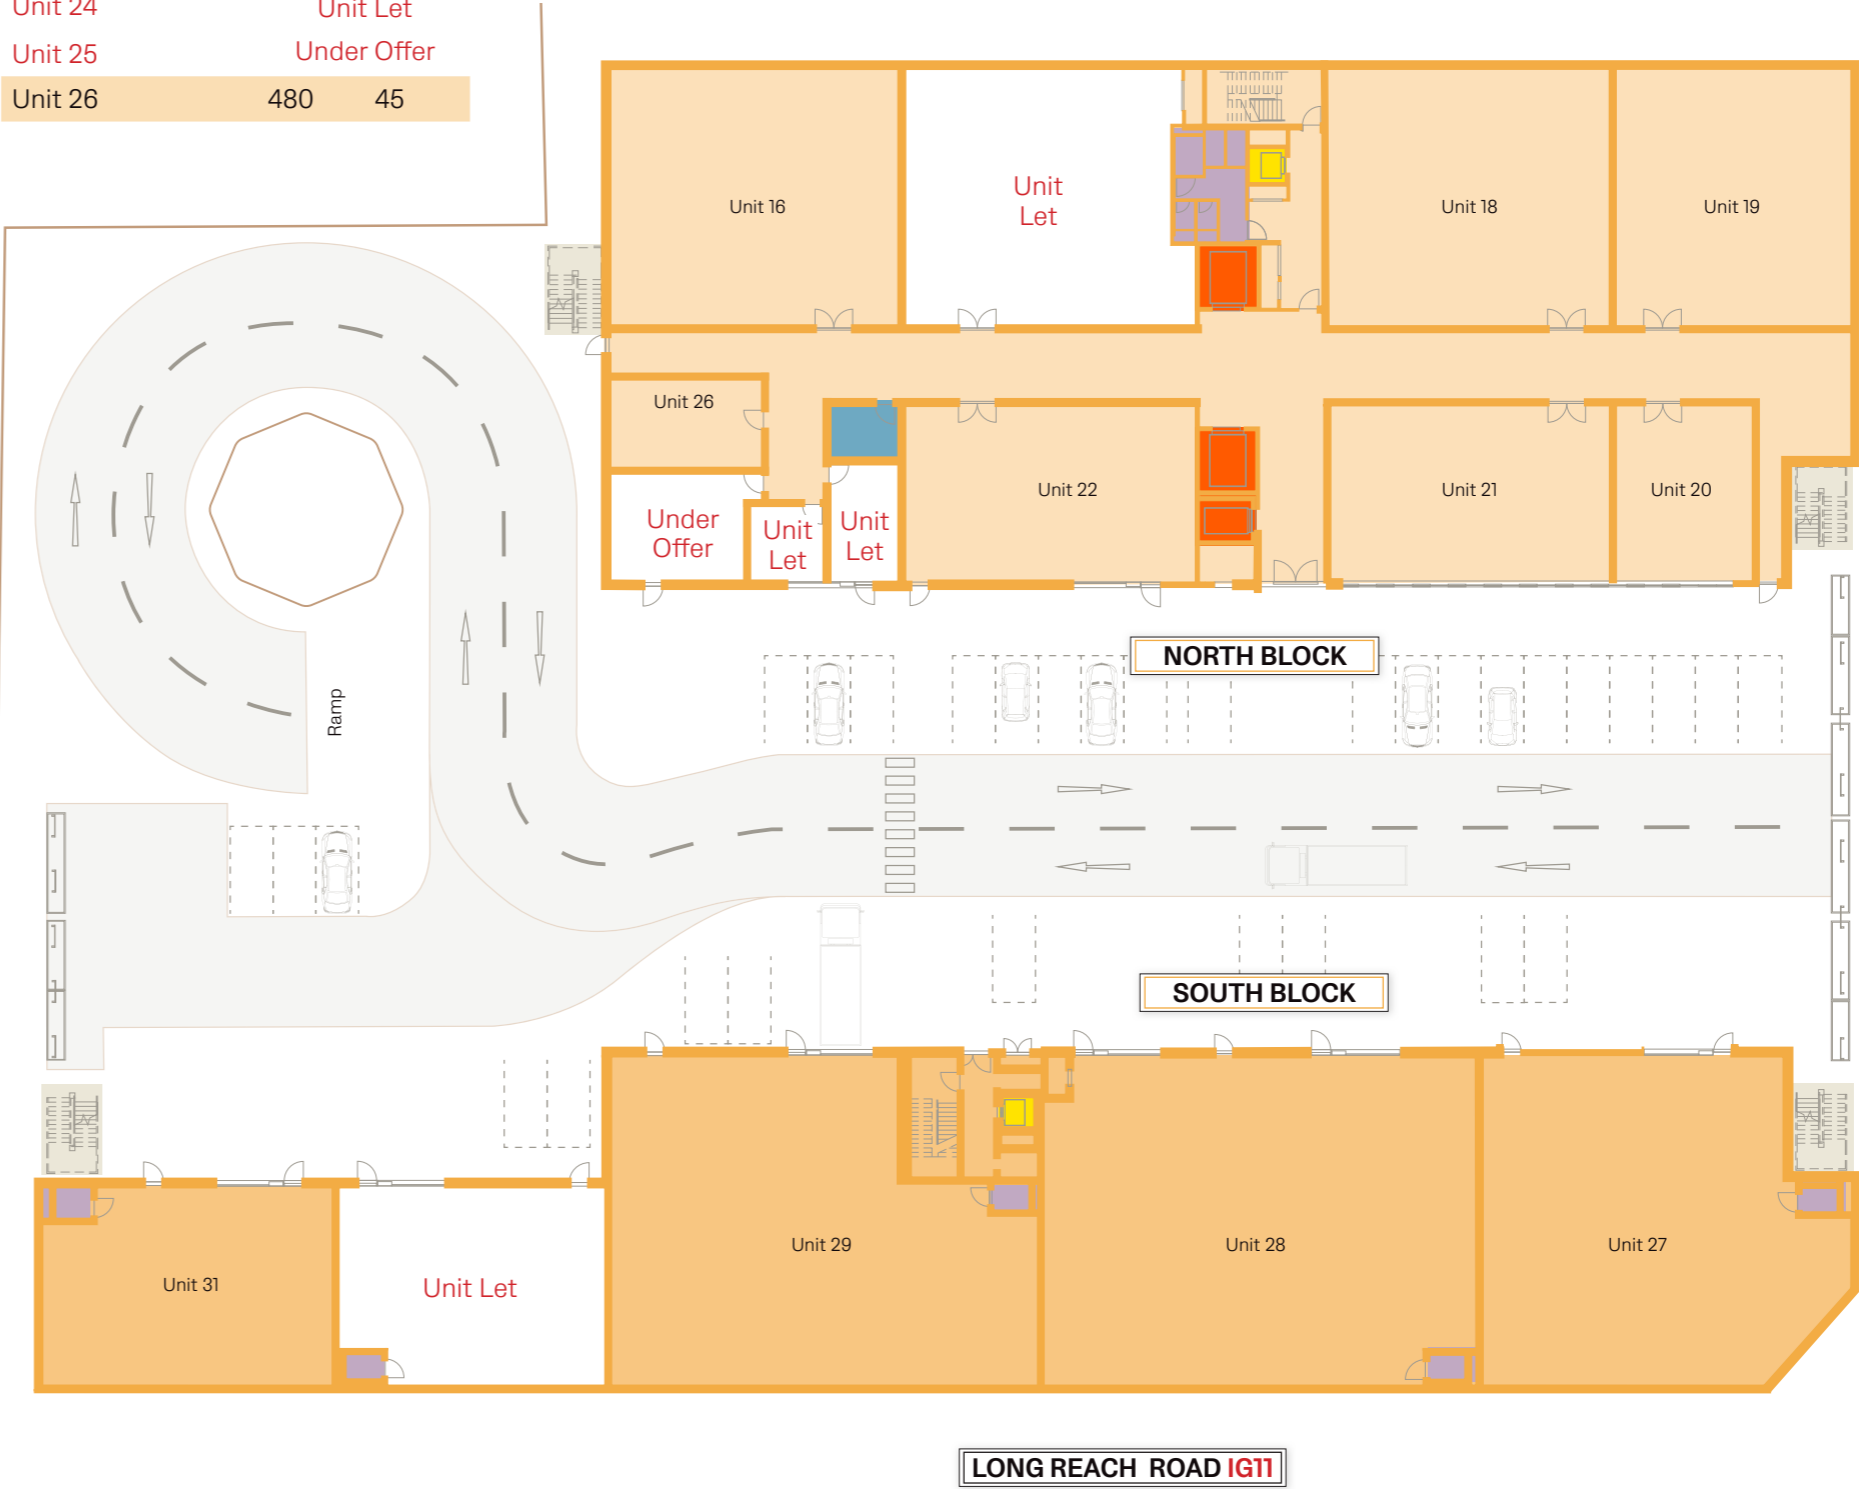 Unit 24 Unit Let
Unit 25 Under Offer
Unit 26 480 45
Unit 16
Unit
Let
Unit 18
Unit 19
Unit 26
Under
Offer
Unit
Let
Unit
Let
Unit 22
Unit 21
Unit 20
NORTH BLOCK
Ramp
SOUTH BLOCK
Unit 31
Unit Let
Unit 29
Unit 28
Unit 27
LONG REACH ROAD IG11